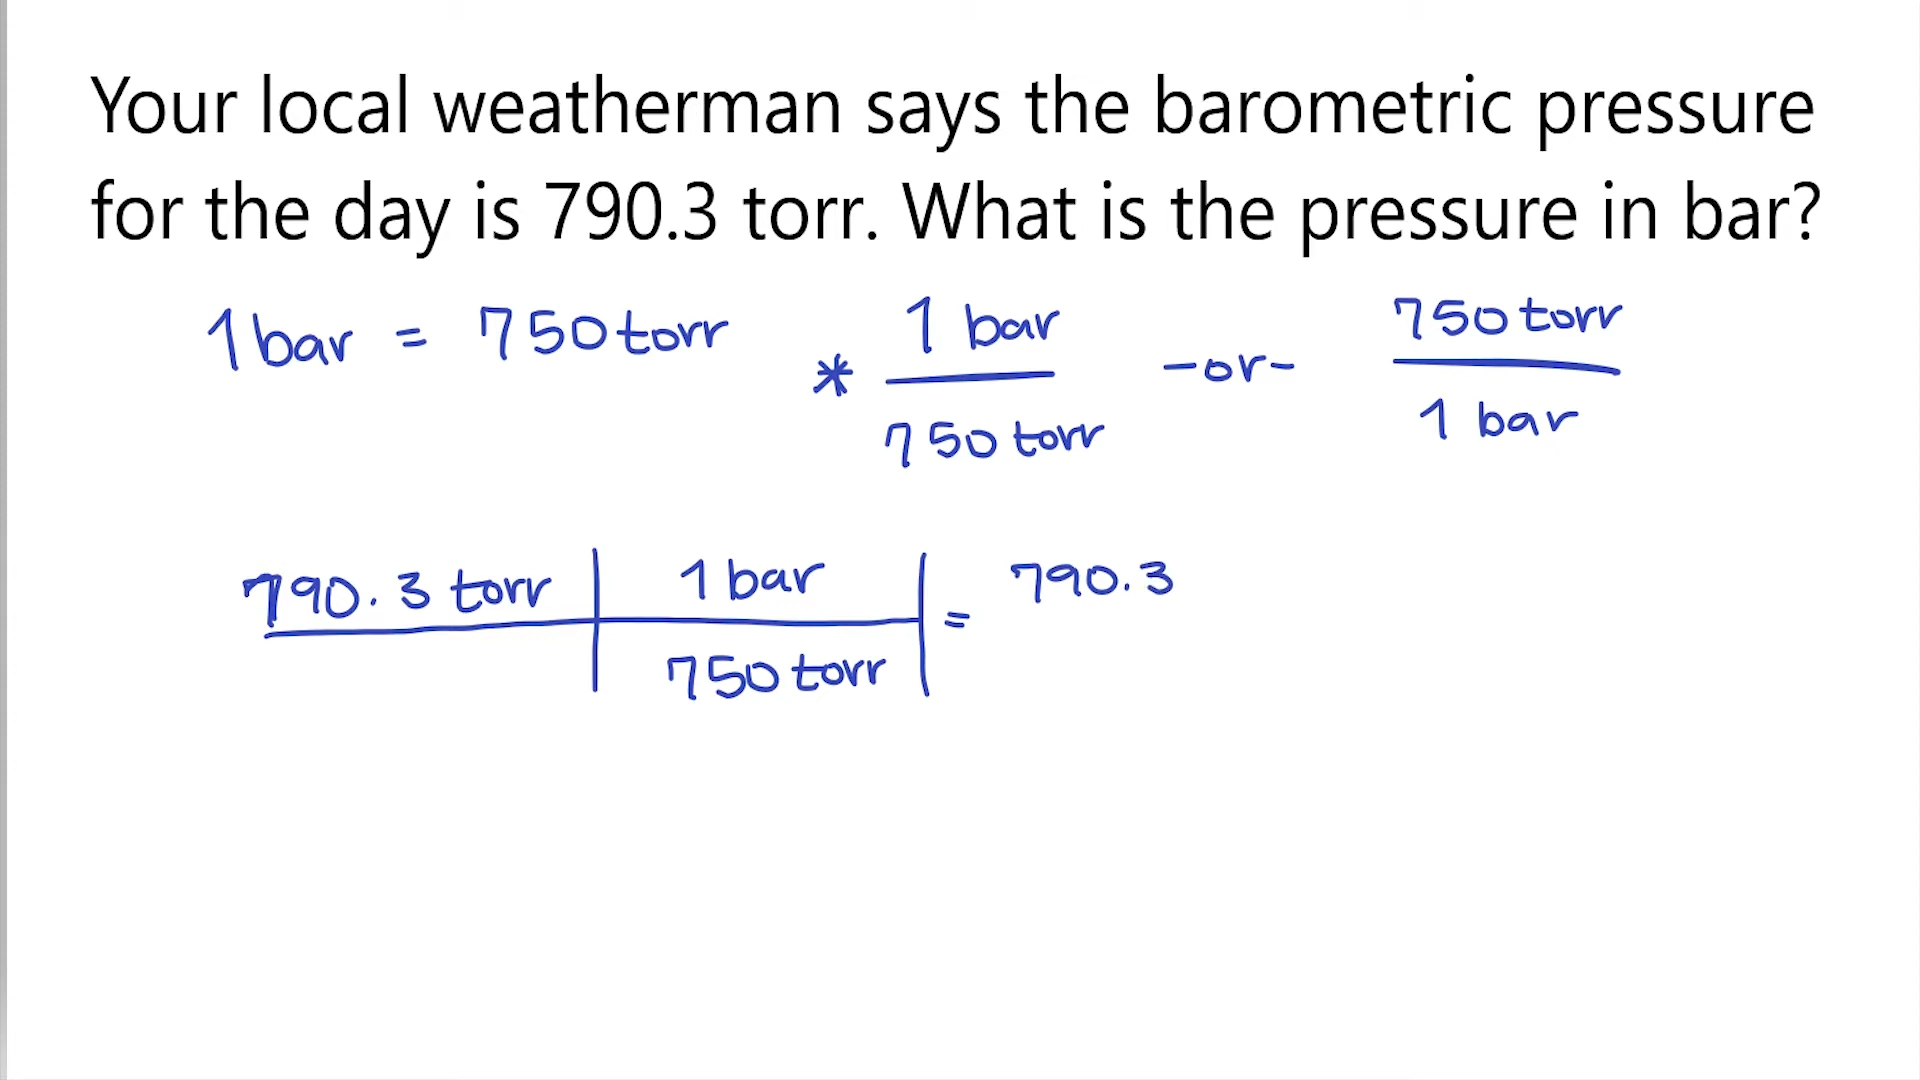 Your local weatherman says the barometric pressure
for the day is 790.3 torr. What is the pressure in bar?
1 bar = 750 torr
* 1 bar
750 torr
-or-
750 torr
1 bar
790.3 torr
1 bar
750 torr
= 790.3